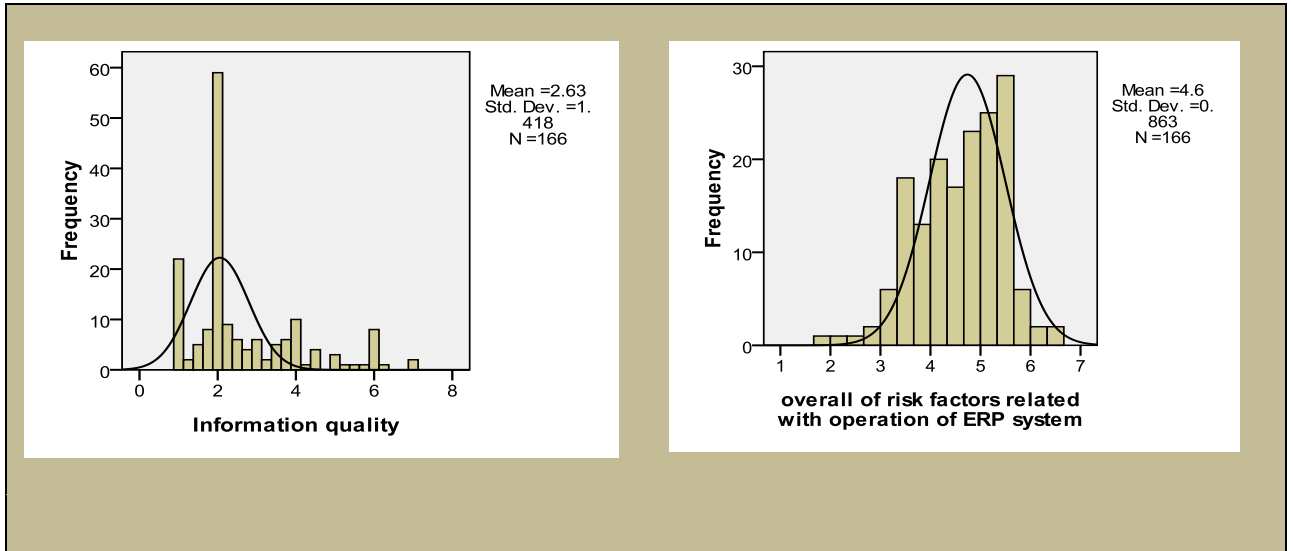 60
50
40
30
20
10
0
Frequency
0 2 4 6 8
Information quality
Mean =2.63
Std. Dev. =1.
418
N =166
30
20
10
0
Frequency
1 2 3 4 5 6 7
overall of risk factors related
with operation of ERP system
Mean =4.6
Std. Dev. =0.
863
N =166